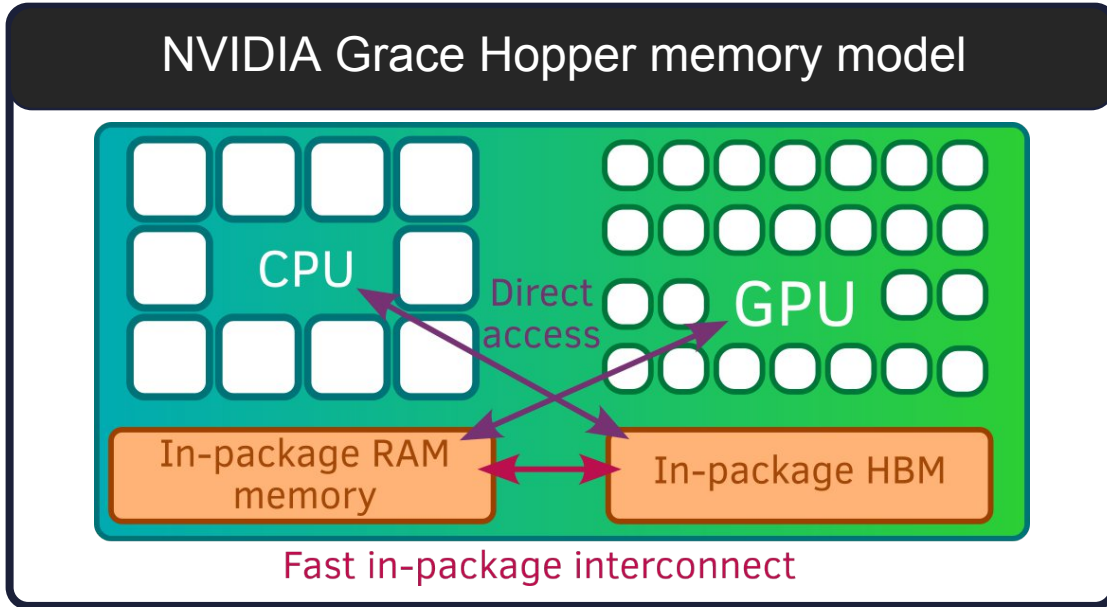 NVIDIA Grace Hopper memory model
CPU
Direct
access
GPU
In-package RAM
memory
In-package HBM
Fast in-package interconnect